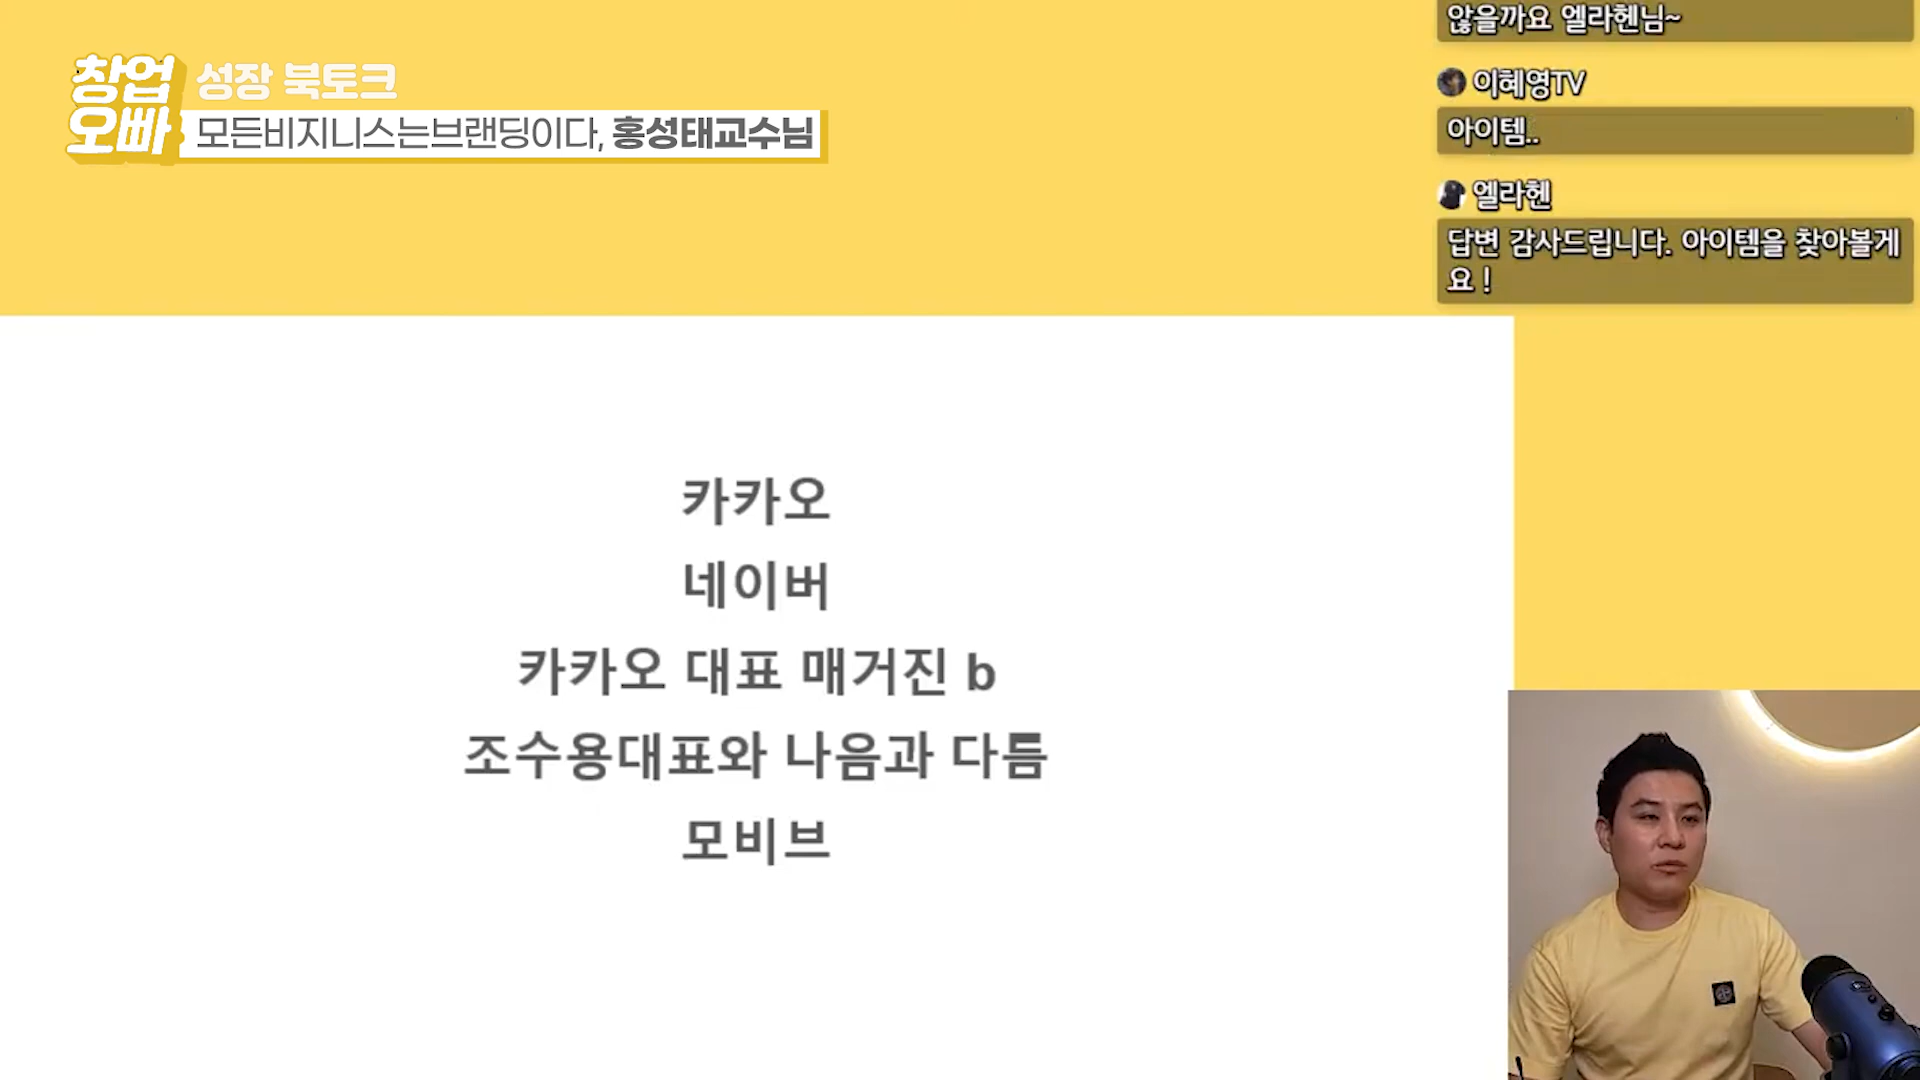 창업
오빠
성장 북토크
모든비지니스는브랜딩이다, 홍성태교수님
않을까요 엘라헨님~
이혜영TV
아이템..
엘라헨
답변 감사드립니다. 아이템을 찾아볼게
요!
카카오
네이버
카카오 대표 매거진 b
조수용대표와 나음과 다름
모비브